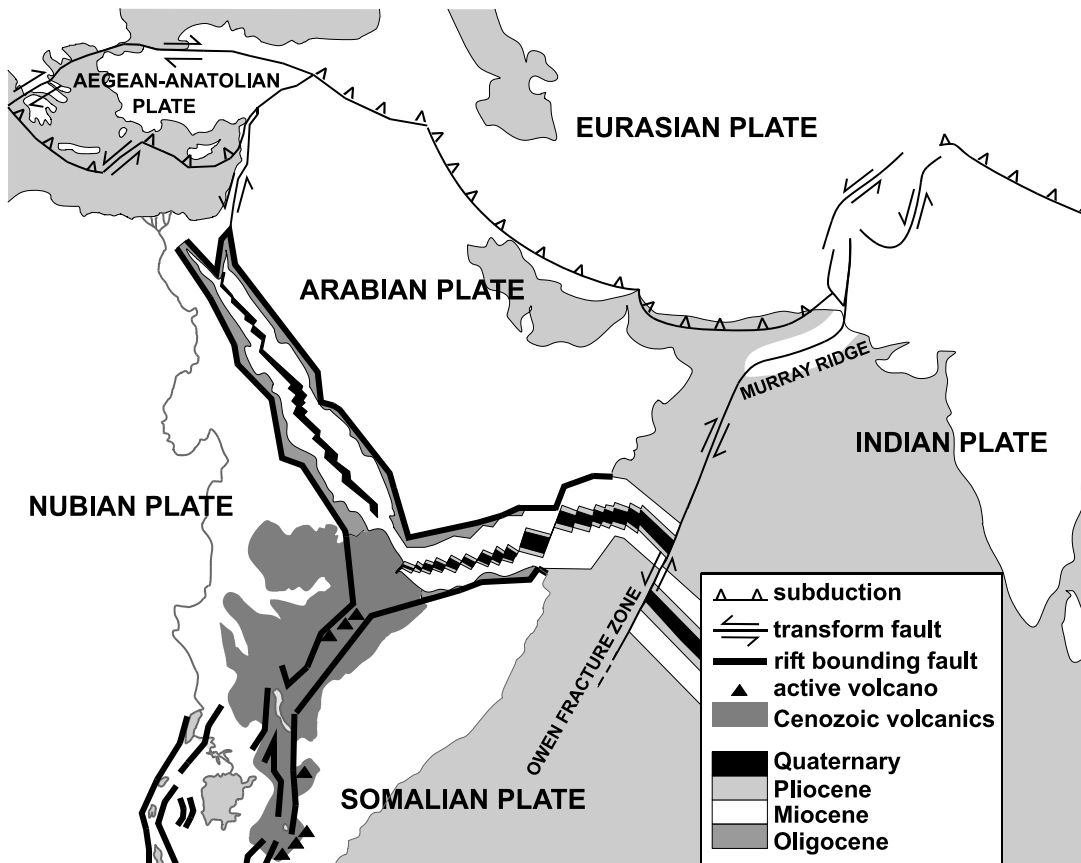 AEGEAN-ANATOLIAN
PLATE
EURASIAN PLATE
ARABIAN PLATE
MURRAY RIDGE
INDIAN PLATE
NUBIAN PLATE
OWEN FRACTURE ZONE
SOMALIAN PLATE
subduction
transform fault
rift bounding fault
active volcano
Cenozoic volcanics
Quaternary
Pliocene
Miocene
Oligocene